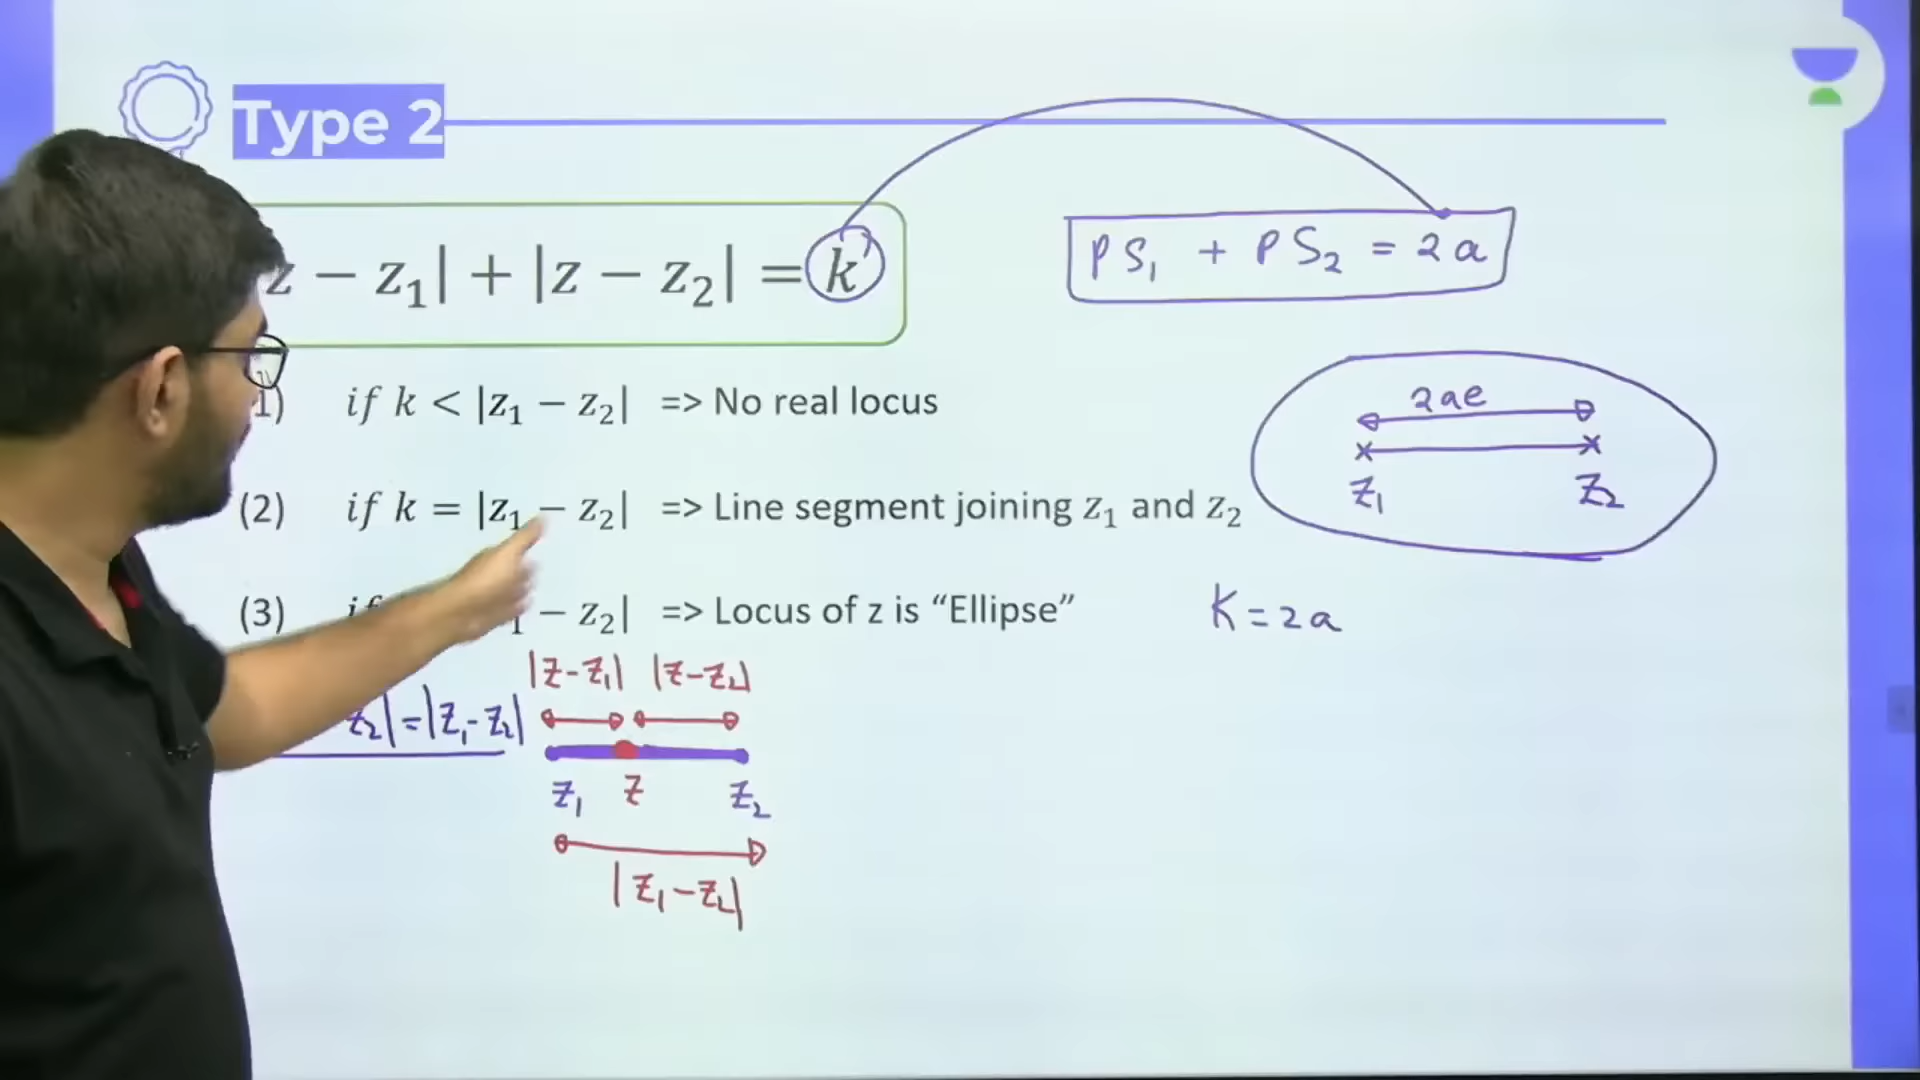 Type 2
z − z₁| + |z − z₂| = k
PS₁ + PS₂ = 2a
1) if k < |z₁ − z₂| => No real locus
2ae
z₁ z₂
(2) if k = |z₁ − z₂| => Line segment joining z₁ and z₂
(3) if − z₂| => Locus of z is “Ellipse”
K = 2a
|z-z₁| |z-z₂|
z₂| = |z₁-z₂|
z₁ z z₂
|z₁-z₂|